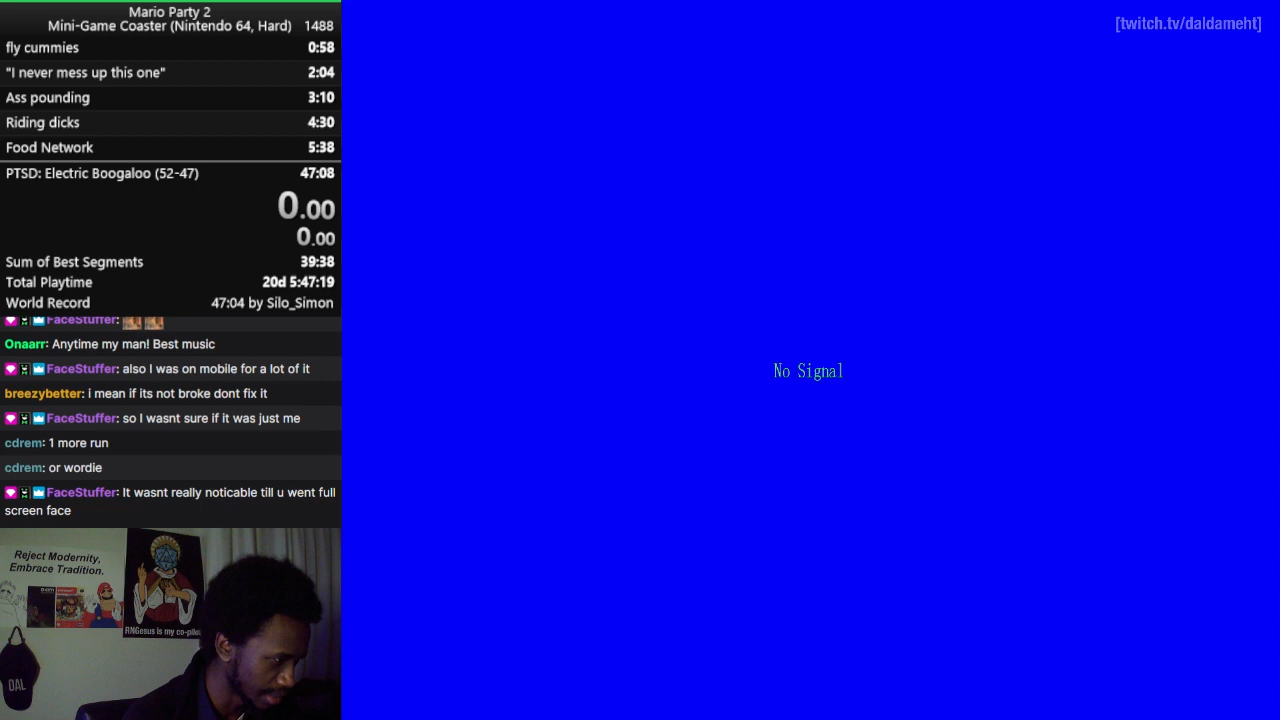 Mario Party 2
Mini-Game Coaster (Nintendo 64, Hard) 1488
fly cummies 0:58
"I never mess up this one" 2:04
Ass pounding 3:10
Riding dicks 4:30
Food Network 5:38
PTSD: Electric Boogaloo (52-47) 47:08
0.00
0.00
Sum of Best Segments 39:38
Total Playtime 20d 5:47:19
World Record 47:04 by Silo_Simon
FaceStuffer:
Onaarr: Anytime my man! Best music
FaceStuffer: also I was on mobile for a lot of it
breezybetter: i mean if its not broke dont fix it
FaceStuffer: so I wasnt sure if it was just me
cdrem: 1 more run
cdrem: or wordie
FaceStuffer: It wasnt really noticable till u went full
screen face
[twitch.tv/daldameht]
No Signal
Reject Modernity,
Embrace Tradition.
RNGesus is my co-pilo
DAL